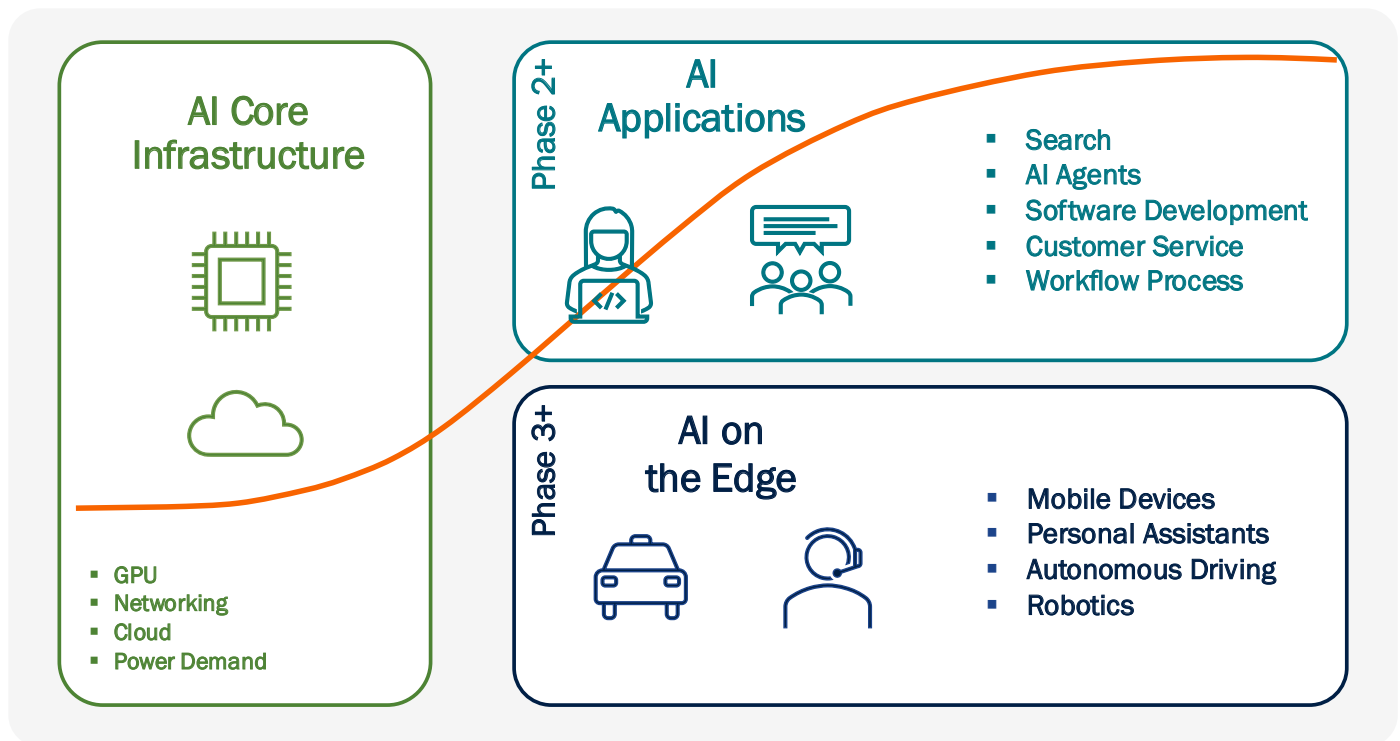 AI Core
Infrastructure
GPU
Networking
Cloud
Power Demand
Phase 2+
AI
Applications
</>
Search
AI Agents
Software Development
Customer Service
Workflow Process
Phase 3+
AI on
the Edge
Mobile Devices
Personal Assistants
Autonomous Driving
Robotics